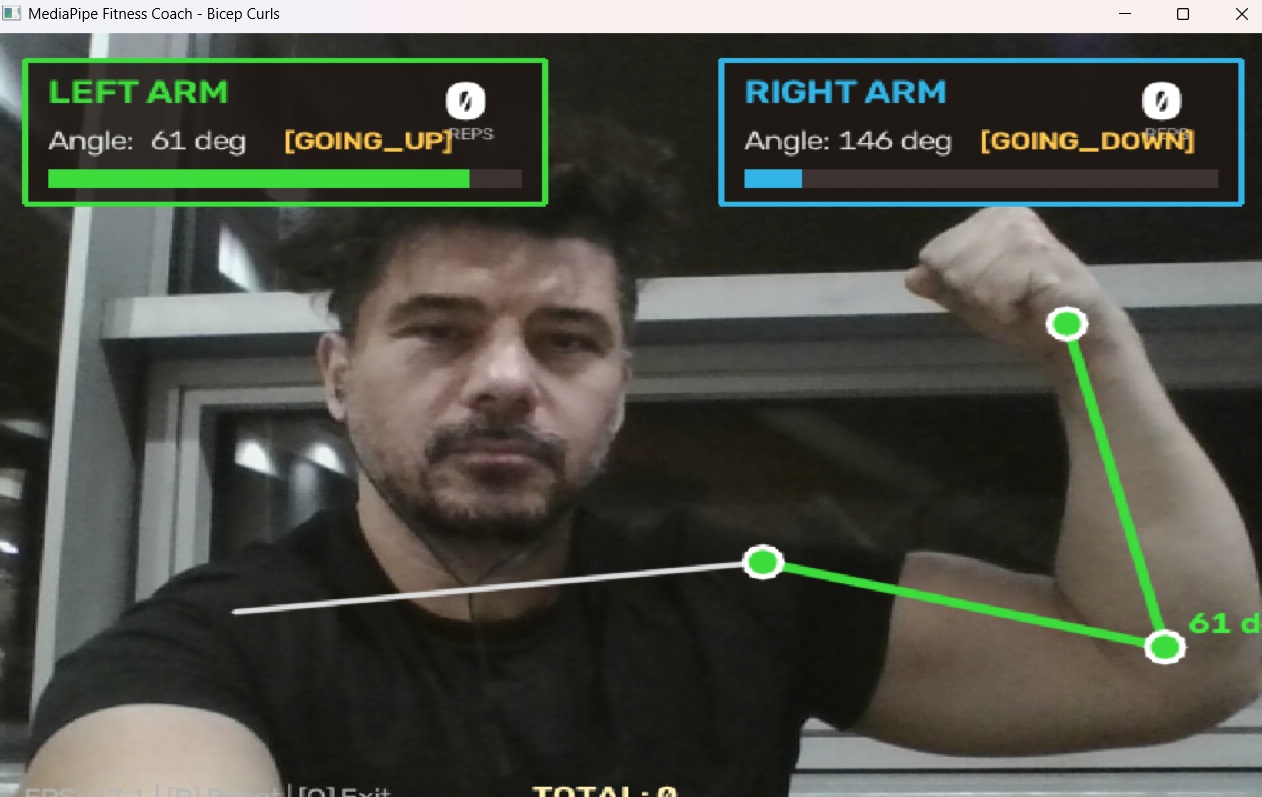 MediaPipe Fitness Coach - Bicep Curls
LEFT ARM
0
REPS
Angle: 61 deg [GOING_UP]
RIGHT ARM
0
REPS
Angle: 146 deg [GOING_DOWN]
61 d
[Q] Exit
TOTAL: 0